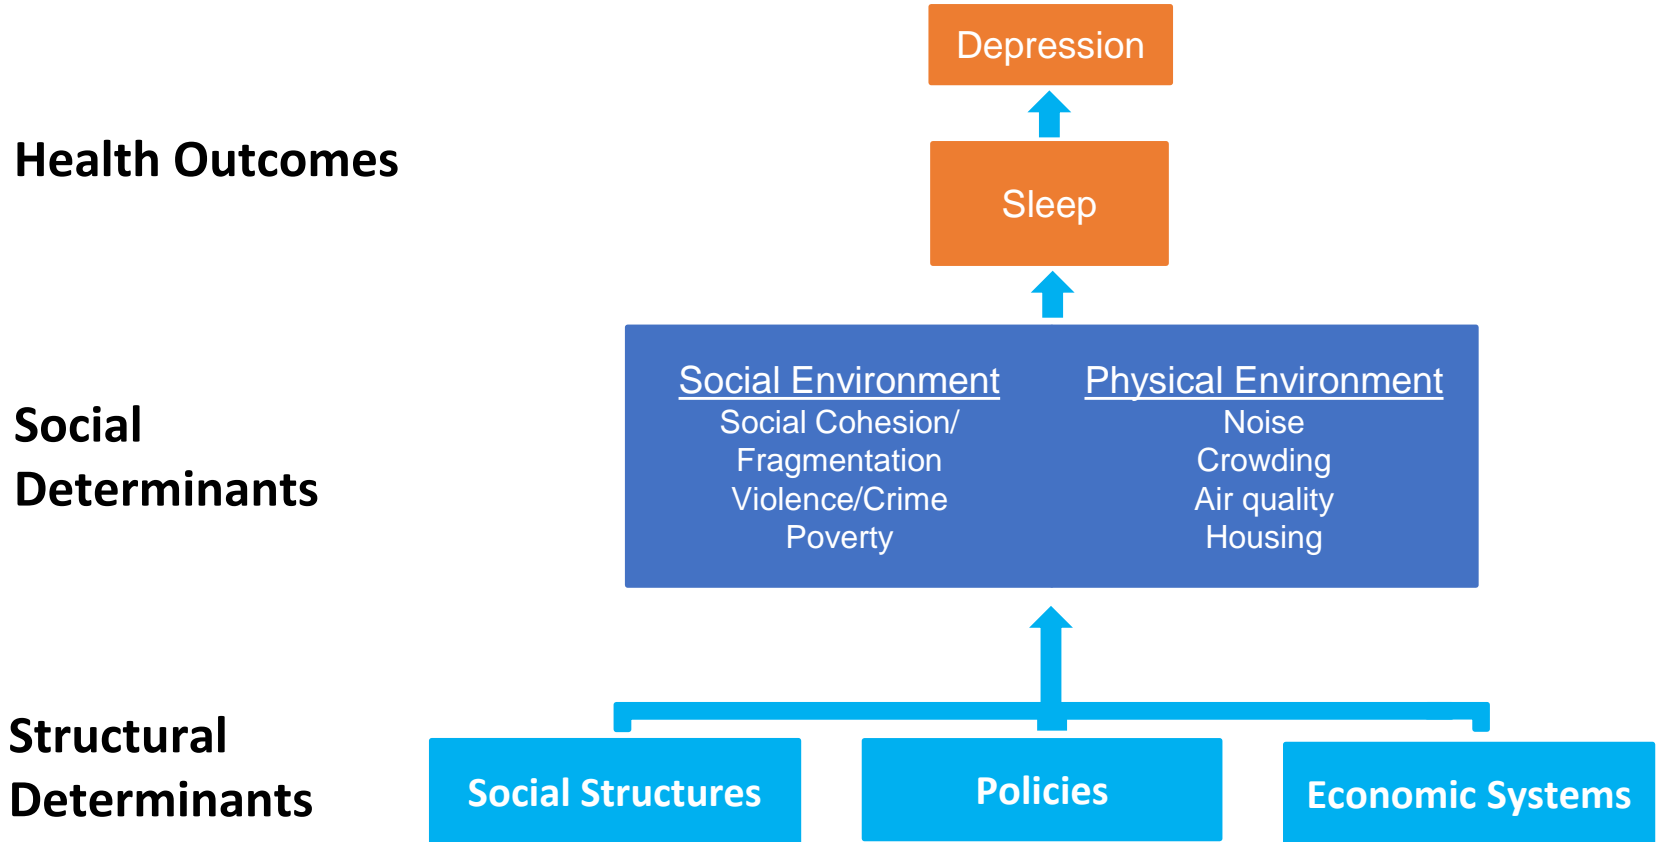 Depression
Health Outcomes
Sleep
Social Environment
Social Cohesion/
Fragmentation
Violence/Crime
Poverty
Physical Environment
Noise
Crowding
Air quality
Housing
Social
Determinants
Structural
Determinants
Social Structures
Policies
Economic Systems